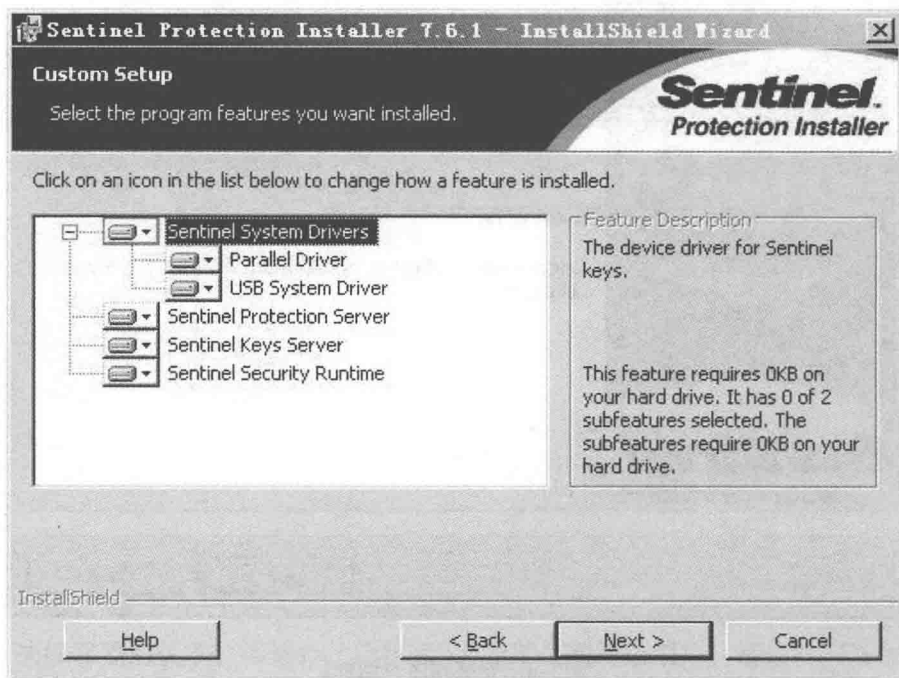 Sentinel Protection Installer 7.6.1 - InstallShield Wizard
Custom Setup
Select the program features you want installed.
Sentinel.
Protection Installer
Click on an icon in the list below to change how a feature is installed.
Sentinel System Drivers
Parallel Driver
USB System Driver
Sentinel Protection Server
Sentinel Keys Server
Sentinel Security Runtime
Feature Description
The device driver for Sentinel
keys.
This feature requires 0KB on
your hard drive. It has 0 of 2
subfeatures selected. The
subfeatures require 0KB on your
hard drive.
InstallShield
Help
< Back
Next >
Cancel